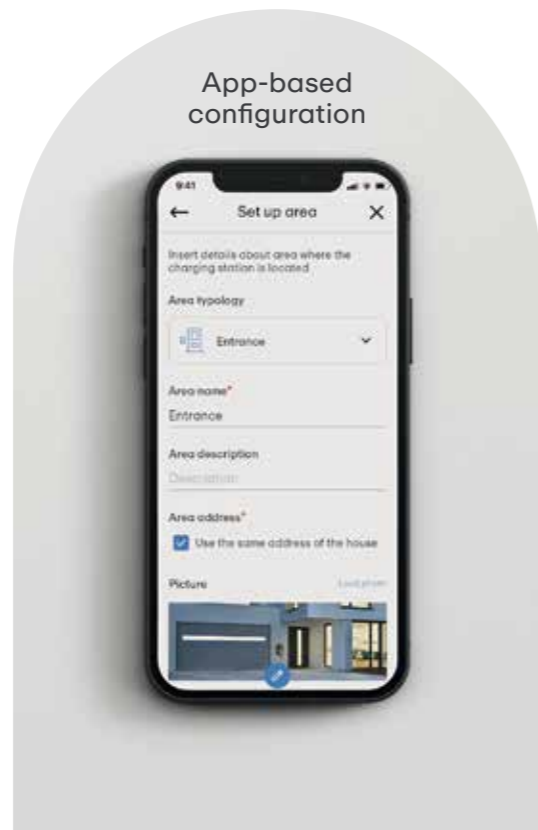 App-based
configuration
9:41
Set up area
Insert details about area where the
charging station is located
Area typology
Entrance
Area name*
Entrance
Area description
Description
Area address*
Use the same address of the house
Picture